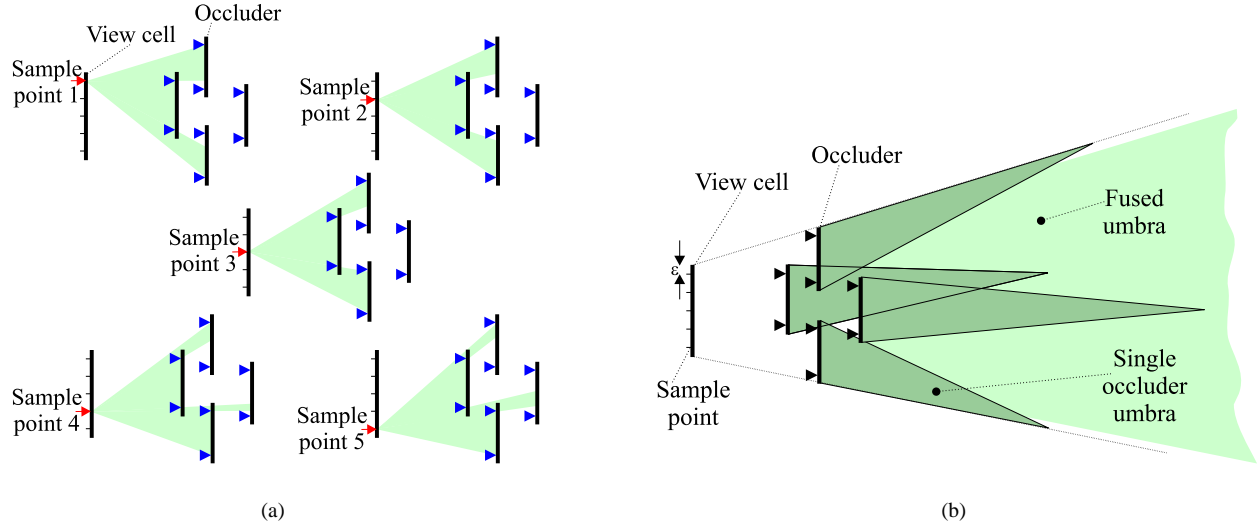 Occluder
View cell
Sample
point 1
Sample
point 2
Sample
point 3
Sample
point 4
Sample
point 5
(a)
Occluder
View cell
ε
Fused
umbra
Sample
point
Single
occluder
umbra
(b)